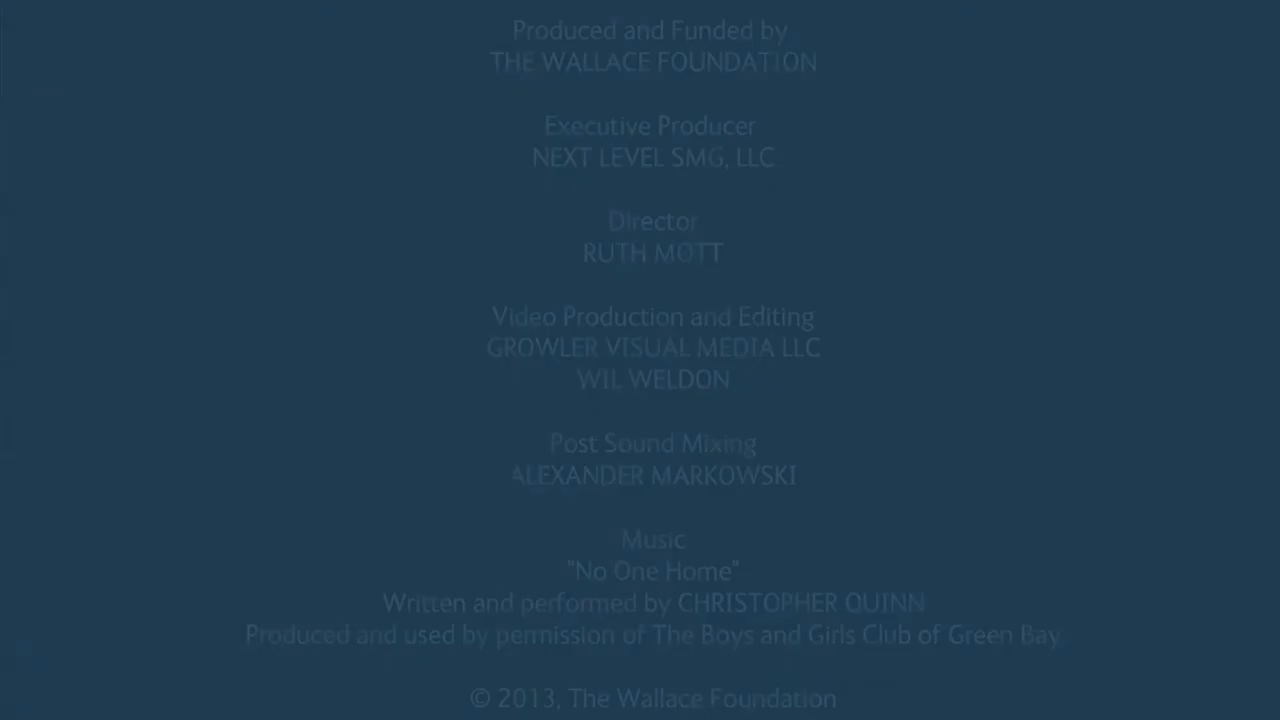 Produced and Funded by
THE WALLACE FOUNDATION
Executive Producer
NEXT LEVEL SMG, LLC
Director
RUTH MOTT
Video Production and Editing
GROWLER VISUAL MEDIA LLC
WIL WELDON
Post Sound Mixing
ALEXANDER MARKOWSKI
Music
"No One Home"
Written and performed by CHRISTOPHER QUINN
Produced and used by permission of The Boys and Girls Club of Green Bay.
© 2013, The Wallace Foundation